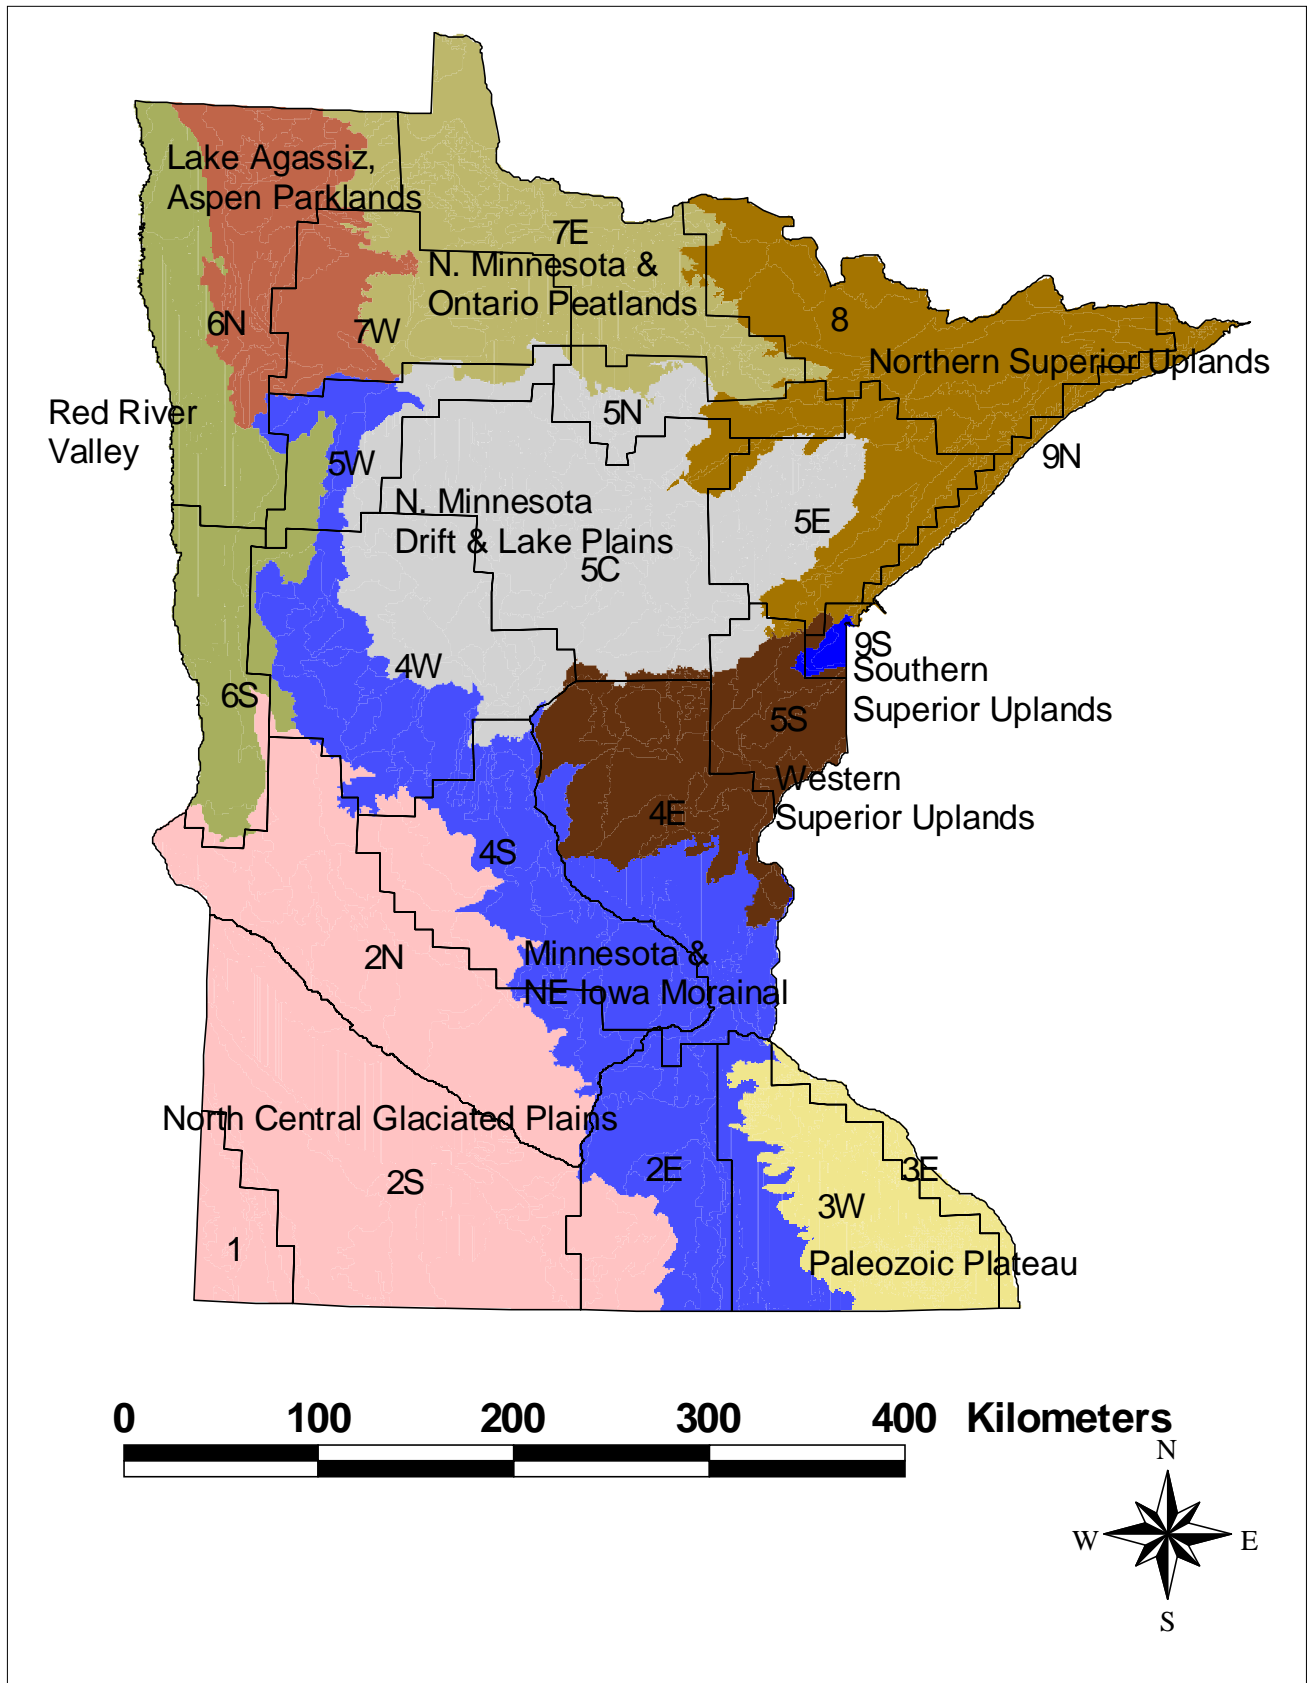 Lake Agassiz,
Aspen Parklands
7E
N. Minnesota &
Ontario Peatlands
6N
7W
8
Northern Superior Uplands
Red River
Valley
5N
5W
9N
N. Minnesota
Drift & Lake Plains
5E
5C
9S
Southern
Superior Uplands
4W
6S
5S
Western
Superior Uplands
4E
4S
2N
Minnesota &
NE Iowa Morainal
North Central Glaciated Plains
2S
2E
3E
3W
1
Paleozoic Plateau
0 100 200 300 400 Kilometers
N
W E
S